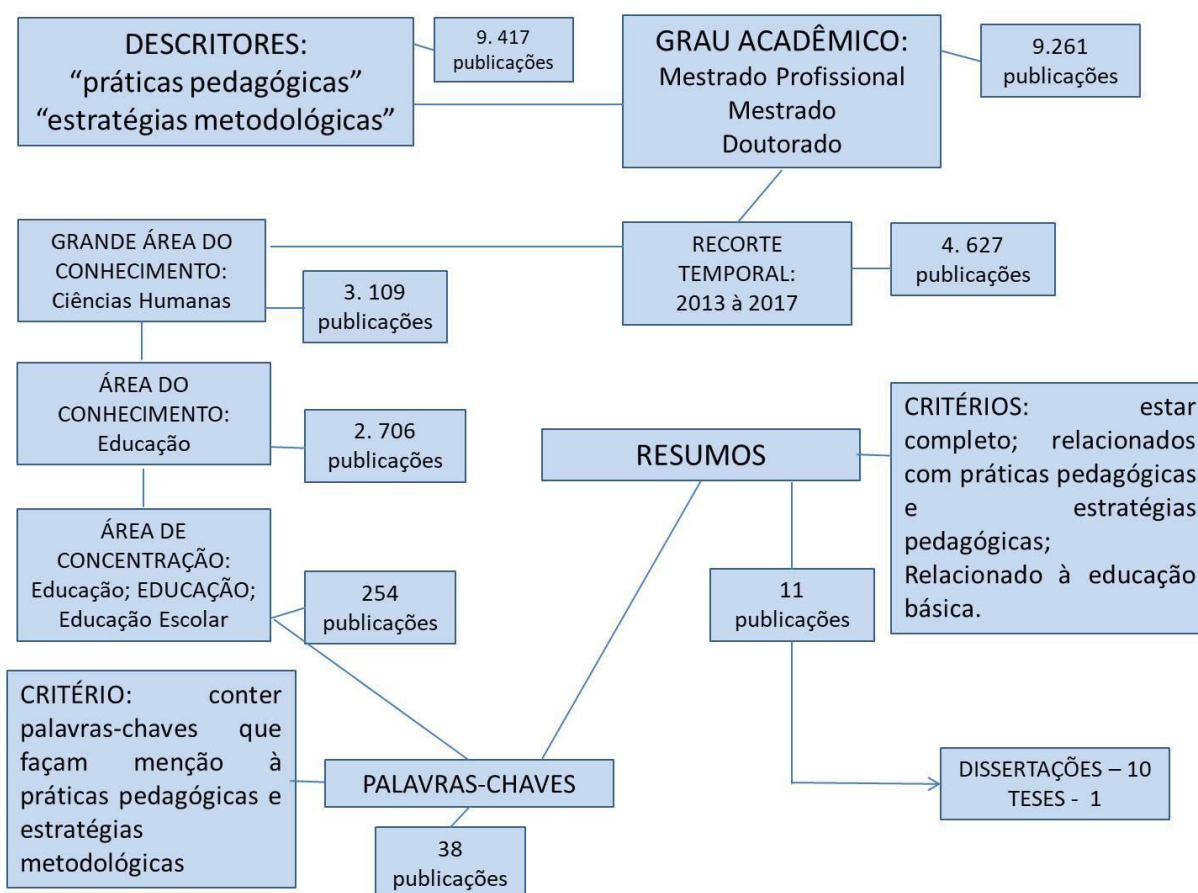 DESCRITORES:
“práticas pedagógicas”
“estratégias metodológicas”
9. 417
publicações
GRAU ACADÊMICO:
Mestrado Profissional
Mestrado
Doutorado
9.261
publicações
RECORTE
TEMPORAL:
2013 à 2017
4. 627
publicações
GRANDE ÁREA DO
CONHECIMENTO:
Ciências Humanas
3. 109
publicações
ÁREA DO
CONHECIMENTO:
Educação
2. 706
publicações
ÁREA DE
CONCENTRAÇÃO:
Educação; EDUCAÇÃO;
Educação Escolar
254
publicações
CRITÉRIO: conter
palavras-chaves que
façam menção à
práticas pedagógicas e
estratégias
metodológicas
PALAVRAS-CHAVES
38
publicações
RESUMOS
CRITÉRIOS: estar
completo; relacionados
com práticas pedagógicas
e estratégias
pedagógicas;
Relacionado à educação
básica.
11
publicações
DISSERTAÇÕES – 10
TESES - 1